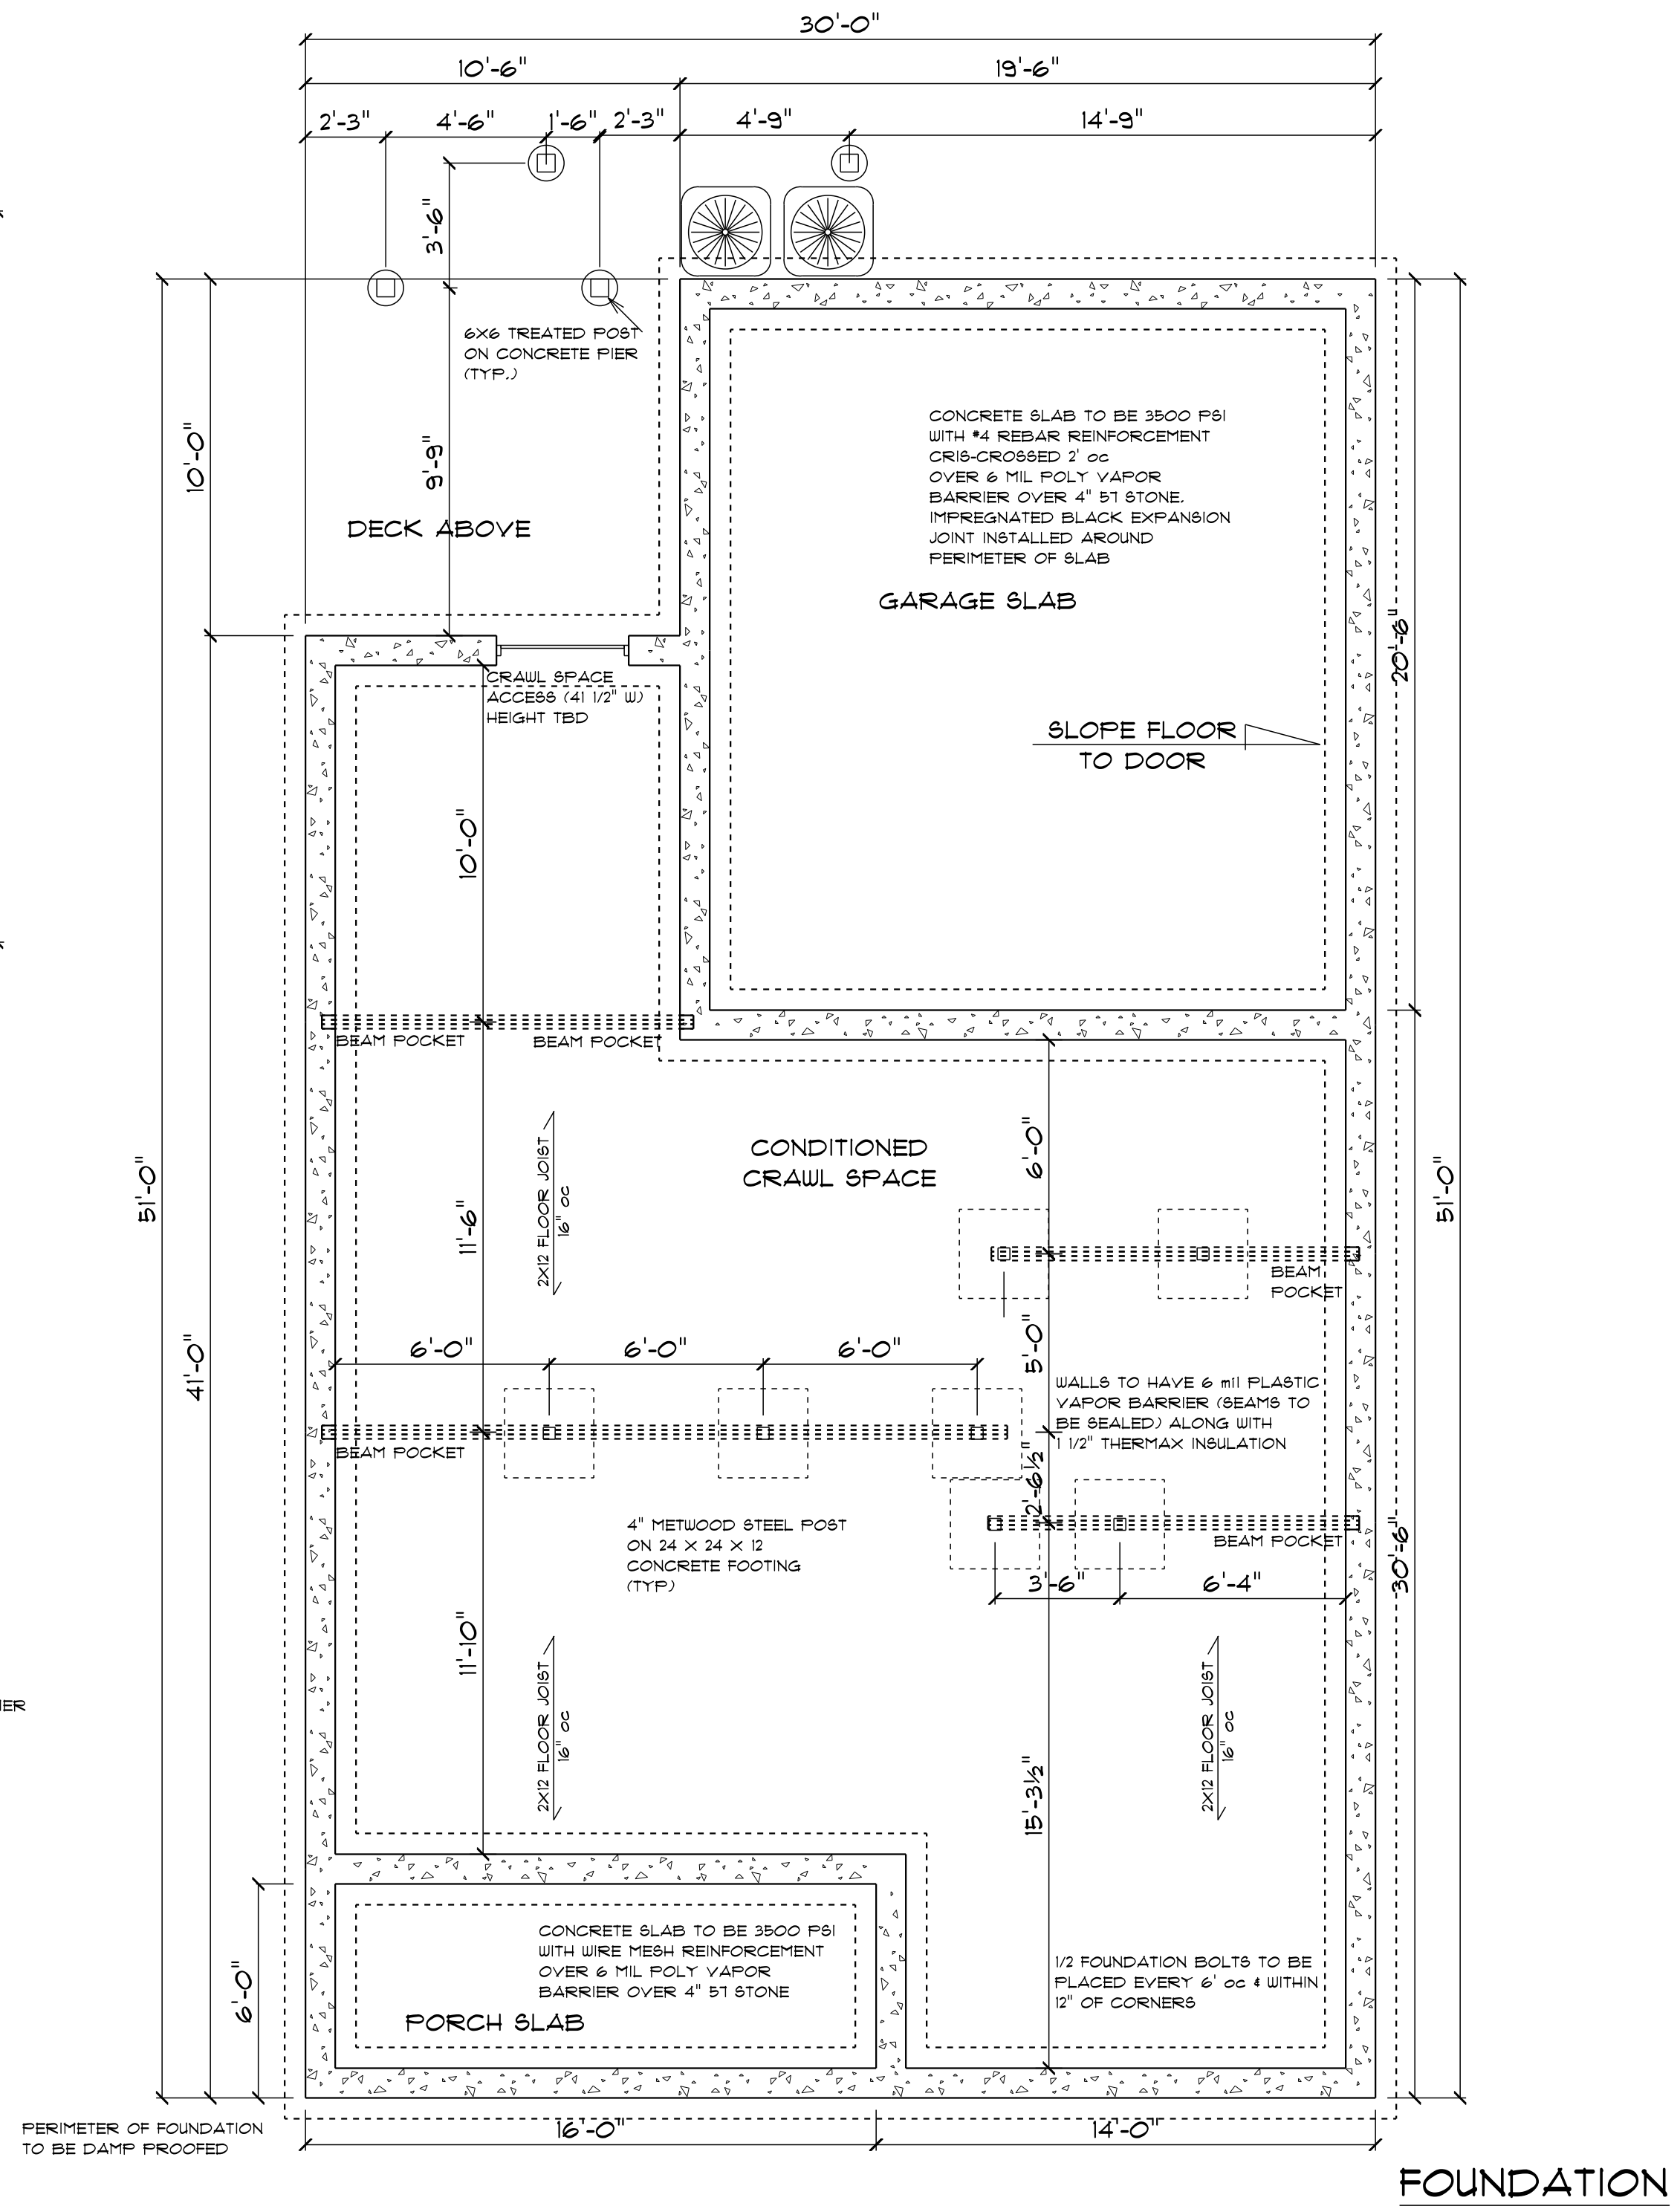 30'-0"
10'-6"
19'-6"
2'-3"
4'-6"
1'-6"
2'-3"
4'-9"
14'-9"
3'-6"
6X6 TREATED POST
ON CONCRETE PIER
(TYP.)
10'-0"
9'-9"
DECK ABOVE
CONCRETE SLAB TO BE 3500 PSI
WITH #4 REBAR REINFORCEMENT
CRIS-CROSSED 2' oc
OVER 6 MIL POLY VAPOR
BARRIER OVER 4" 57 STONE.
IMPREGNATED BLACK EXPANSION
JOINT INSTALLED AROUND
PERIMETER OF SLAB
GARAGE SLAB
20'-6"
CRAWL SPACE
ACCESS (41 1/2" W)
HEIGHT TBD
SLOPE FLOOR
TO DOOR
10'-0"
BEAM POCKET
BEAM POCKET
CONDITIONED
CRAWL SPACE
6'-0"
51'-0"
51'-0"
11'-6"
2X12 FLOOR JOIST
16" oc
BEAM
POCKET
41'-0"
6'-0"
6'-0"
6'-0"
5'-0"
WALLS TO HAVE 6 mil PLASTIC
VAPOR BARRIER (SEAMS TO
BE SEALED) ALONG WITH
1 1/2" THERMAX INSULATION
BEAM POCKET
2'-6½"
4" METWOOD STEEL POST
ON 24 X 24 X 12
CONCRETE FOOTING
(TYP)
BEAM POCKET
30'-6"
3'-6"
6'-4"
11'-10"
IER
2X12 FLOOR JOIST
16" oc
2X12 FLOOR JOIST
16" oc
15'-3½"
6'-0"
CONCRETE SLAB TO BE 3500 PSI
WITH WIRE MESH REINFORCEMENT
OVER 6 MIL POLY VAPOR
BARRIER OVER 4" 57 STONE
PORCH SLAB
1/2 FOUNDATION BOLTS TO BE
PLACED EVERY 6' oc & WITHIN
12" OF CORNERS
PERIMETER OF FOUNDATION
TO BE DAMP PROOFED
16'-0"
14'-0"
FOUNDATION